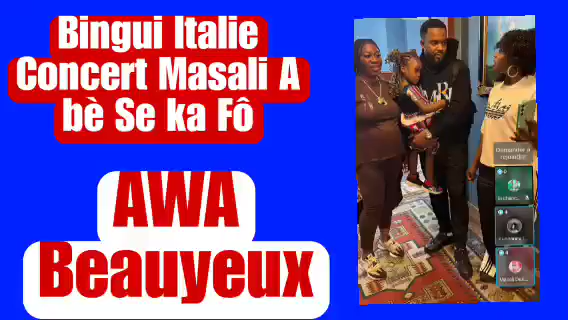 Bingui Italie
Concert Masali A
bè Se ka Fô
AWA
Beauyeux